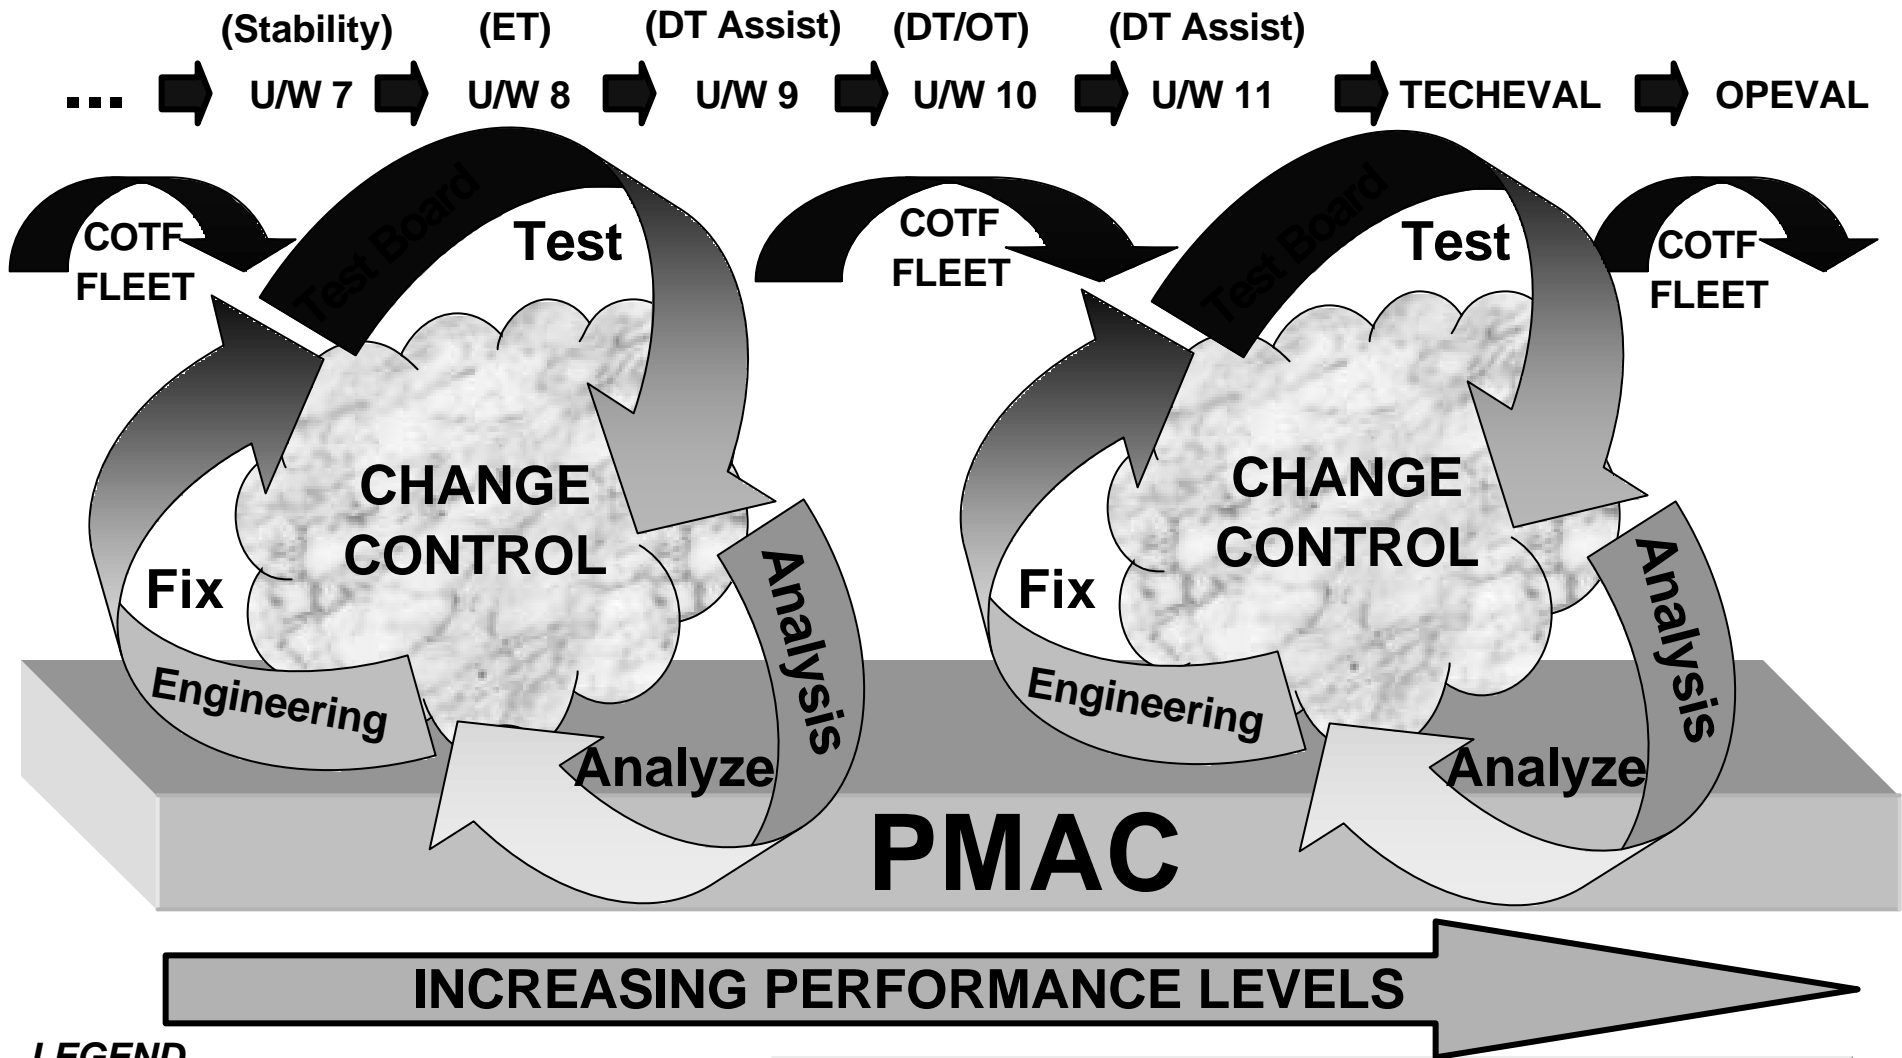 (Stability) (ET) (DT Assist) (DT/OT) (DT Assist)
... U/W 7 U/W 8 U/W 9 U/W 10 U/W 11 TECHEVAL OPEVAL
COTF
FLEET
Test Board
Test
CHANGE
CONTROL
Fix
Engineering
Analysis
Analyze
COTF
FLEET
Test Board
Test
CHANGE
CONTROL
Fix
Engineering
Analysis
Analyze
COTF
FLEET
PMAC
INCREASING PERFORMANCE LEVELS
LEGEND